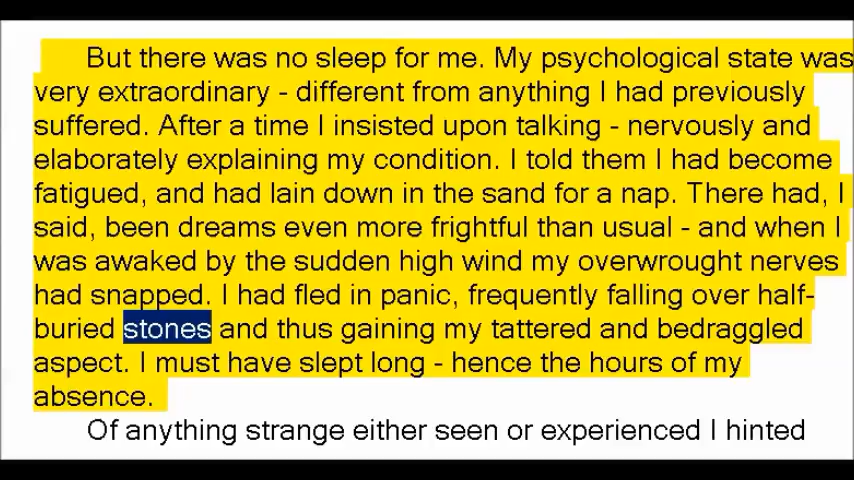 But there was no sleep for me. My psychological state was
very extraordinary - different from anything I had previously
suffered. After a time I insisted upon talking - nervously and
elaborately explaining my condition. I told them I had become
fatigued, and had lain down in the sand for a nap. There had, I
said, been dreams even more frightful than usual - and when I
was awaked by the sudden high wind my overwrought nerves
had snapped. I had fled in panic, frequently falling over half-
buried stones and thus gaining my tattered and bedraggled
aspect. I must have slept long - hence the hours of my
absence.
Of anything strange either seen or experienced I hinted